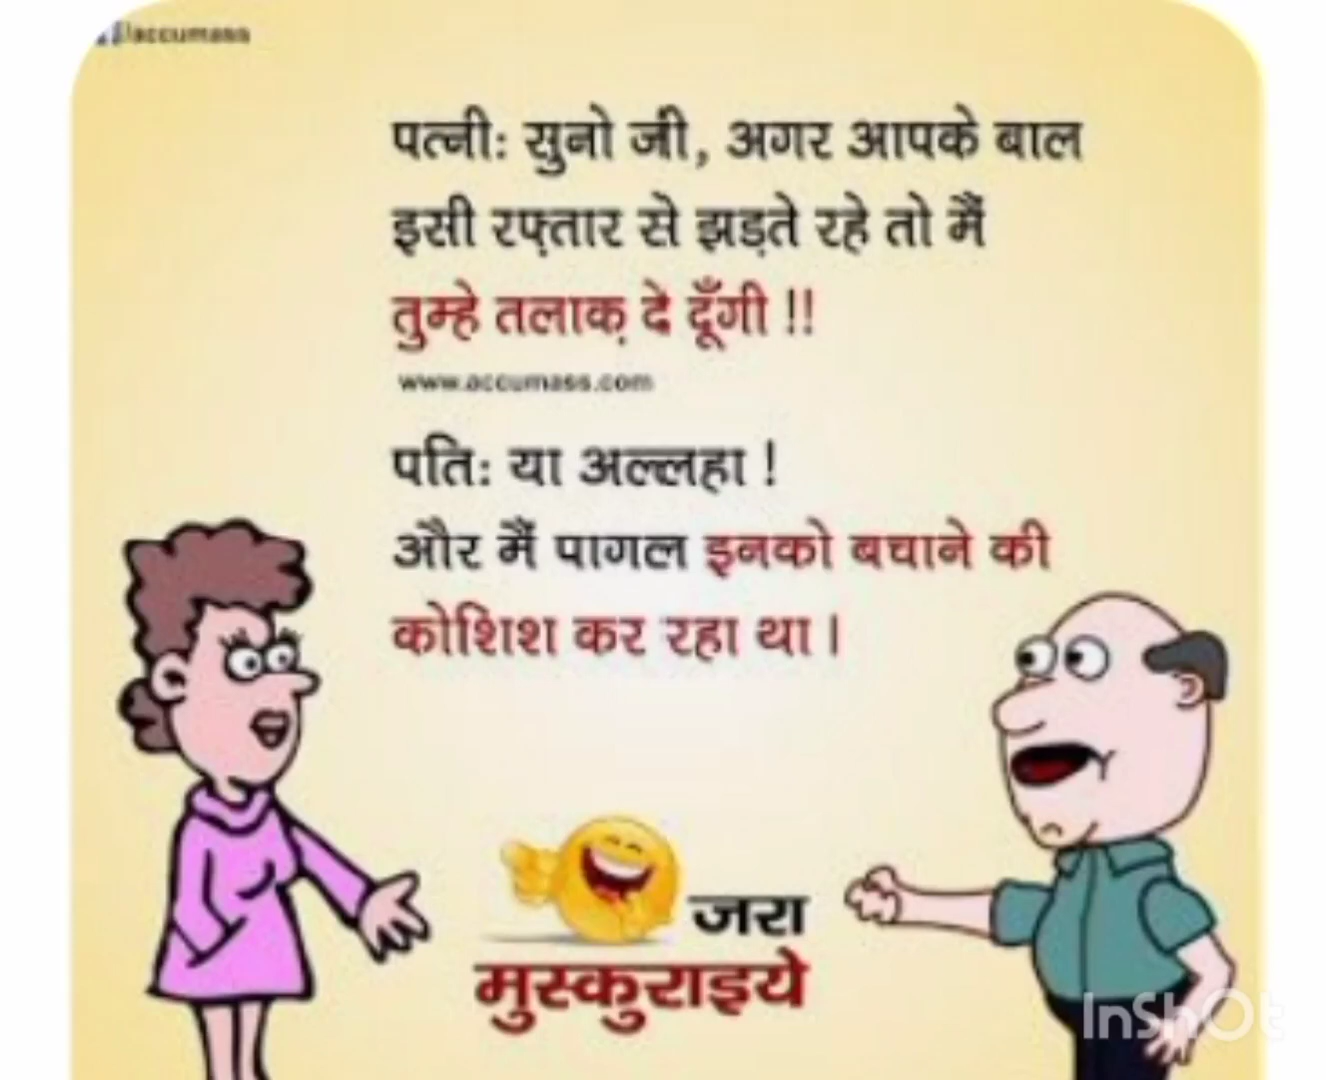 accumass
पत्नी: सुनो जी, अगर आपके बाल
इसी रफ़्तार से झड़ते रहे तो मैं
तुम्हे तलाक़ दे दूँगी !!
www.accumass.com
पति: या अल्लहा !
और मैं पागल इनको बचाने की
कोशिश कर रहा था।
जरा
मुस्कुराइये
InShOt